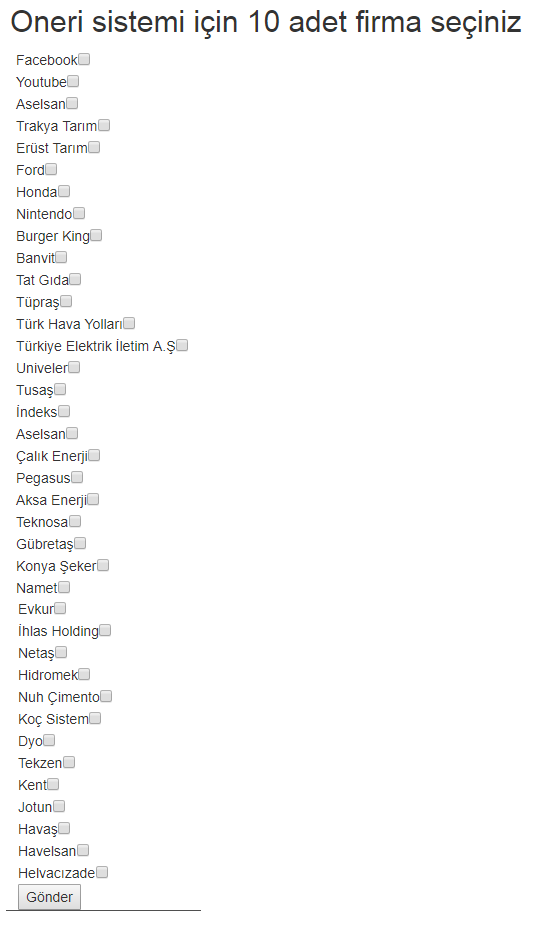 Oneri sistemi için 10 adet firma seçiniz
Facebook
Youtube
Aselsan
Trakya Tarım
Erüst Tarım
Ford
Honda
Nintendo
Burger King
Banvit
Tat Gıda
Tüpraş
Türk Hava Yolları
Türkiye Elektrik İletim A.Ş
Univeler
Tusaş
İndeks
Aselsan
Çalık Enerji
Pegasus
Aksa Enerji
Teknosa
Gübretaş
Konya Şeker
Namet
Evkur
İhlas Holding
Netaş
Hidromek
Nuh Çimento
Koç Sistem
Dyo
Tekzen
Kent
Jotun
Havaş
Havelsan
Helvacızade
Gönder